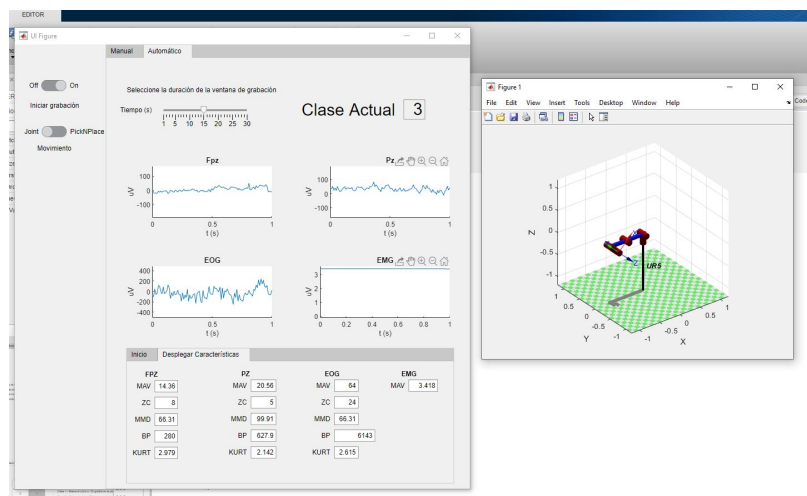 EDITOR
UI Figure
Manual Automático
Off On
Iniciar grabación
Joint PickNPlace
Movimiento
Seleccione la duración de la ventana de grabación
Tiempo (s)
1 5 10 15 20 25 30
Clase Actual 3
Fpz
uV
100
0
-100
0 0.5 1
t (s)
Pz
uV
100
0
-100
0 0.5 1
t (s)
EOG
uV
400
200
0
-200
-400
0 0.5 1
t (s)
EMG
uV
3
2
1
0
0 0.2 0.4 0.6 0.8 1
t (s)
Inicio Desplegar Características
FPZ PZ EOG EMG
MAV 14.36 MAV 20.56 MAV 64 MAV 3.418
ZC 8 ZC 5 ZC 24
MMD 66.31 MMD 99.91 MMD 66.31
BP 280 BP 627.9 BP 6143
KURT 2.979 KURT 2.142 KURT 2.615
Figure 1
File Edit View Insert Tools Desktop Window Help
Code
Z
1
0.5
0
-0.5
-1
Z
UR5
1
0.5
0
-0.5
-1
Y
-1
-0.5
0
0.5
1
X